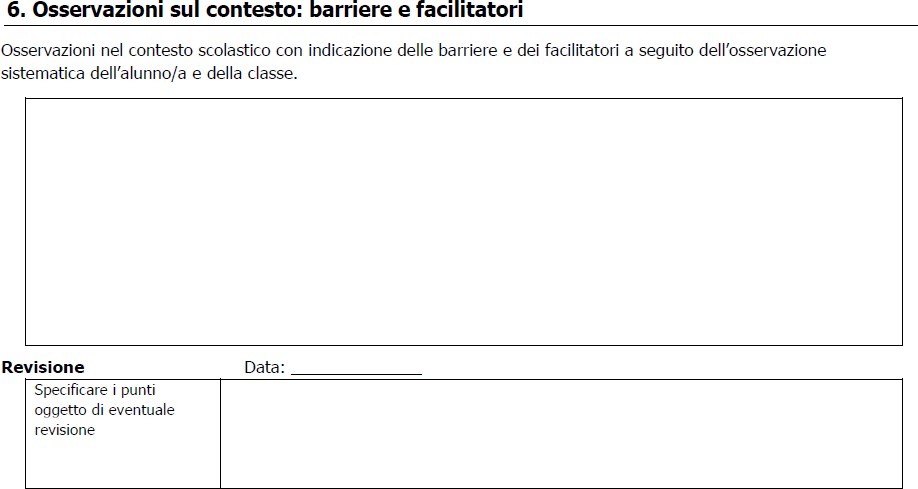 6. Osservazioni sul contesto: barriere e facilitatori
Osservazioni nel contesto scolastico con indicazione delle barriere e dei facilitatori a seguito dell'osservazione
sistematica dell'alunno/a e della classe.
Revisione Data: _______________
Specificare i punti
oggetto di eventuale
revisione